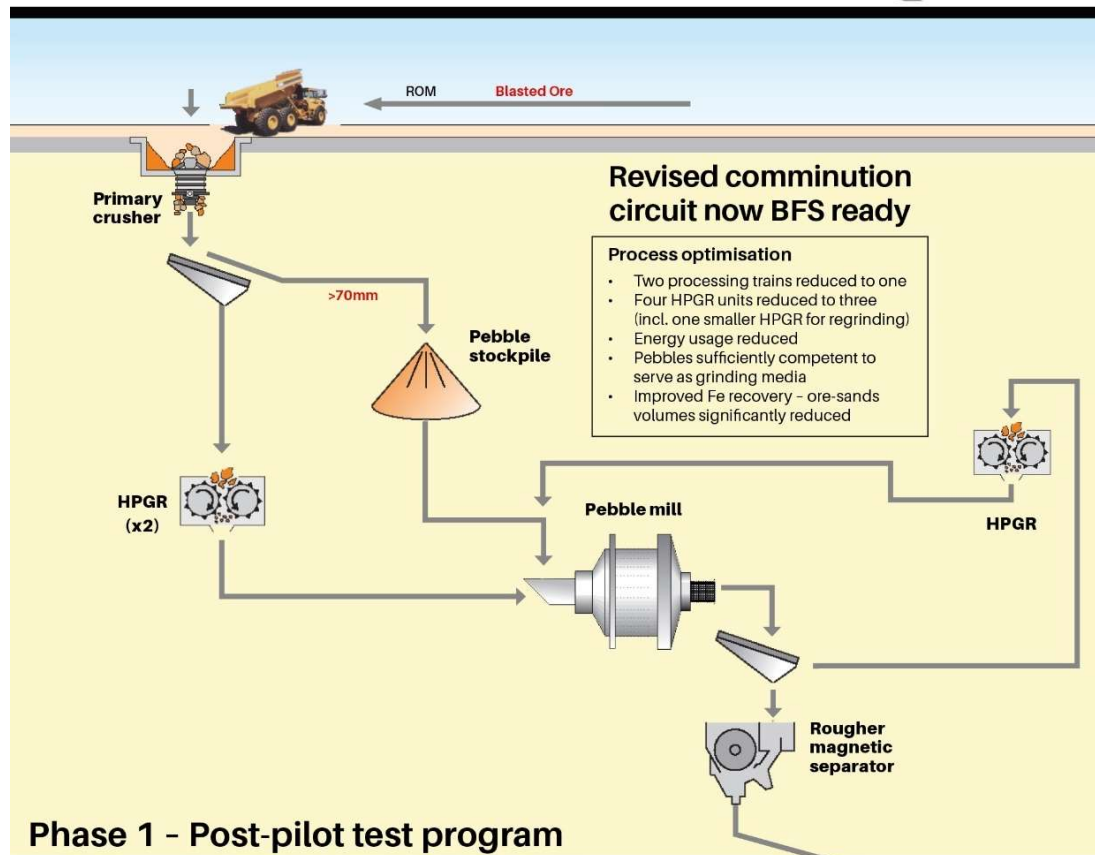 ROM
Blasted Ore
Primary
crusher
Revised comminution
circuit now BFS ready
Process optimisation
• Two processing trains reduced to one
• Four HPGR units reduced to three
(incl. one smaller HPGR for regrinding)
• Energy usage reduced
• Pebbles sufficiently competent to
serve as grinding media
• Improved Fe recovery – ore-sands
volumes significantly reduced
>70mm
Pebble
stockpile
HPGR
(x2)
Pebble mill
HPGR
Rougher
magnetic
separator
Phase 1 – Post-pilot test program